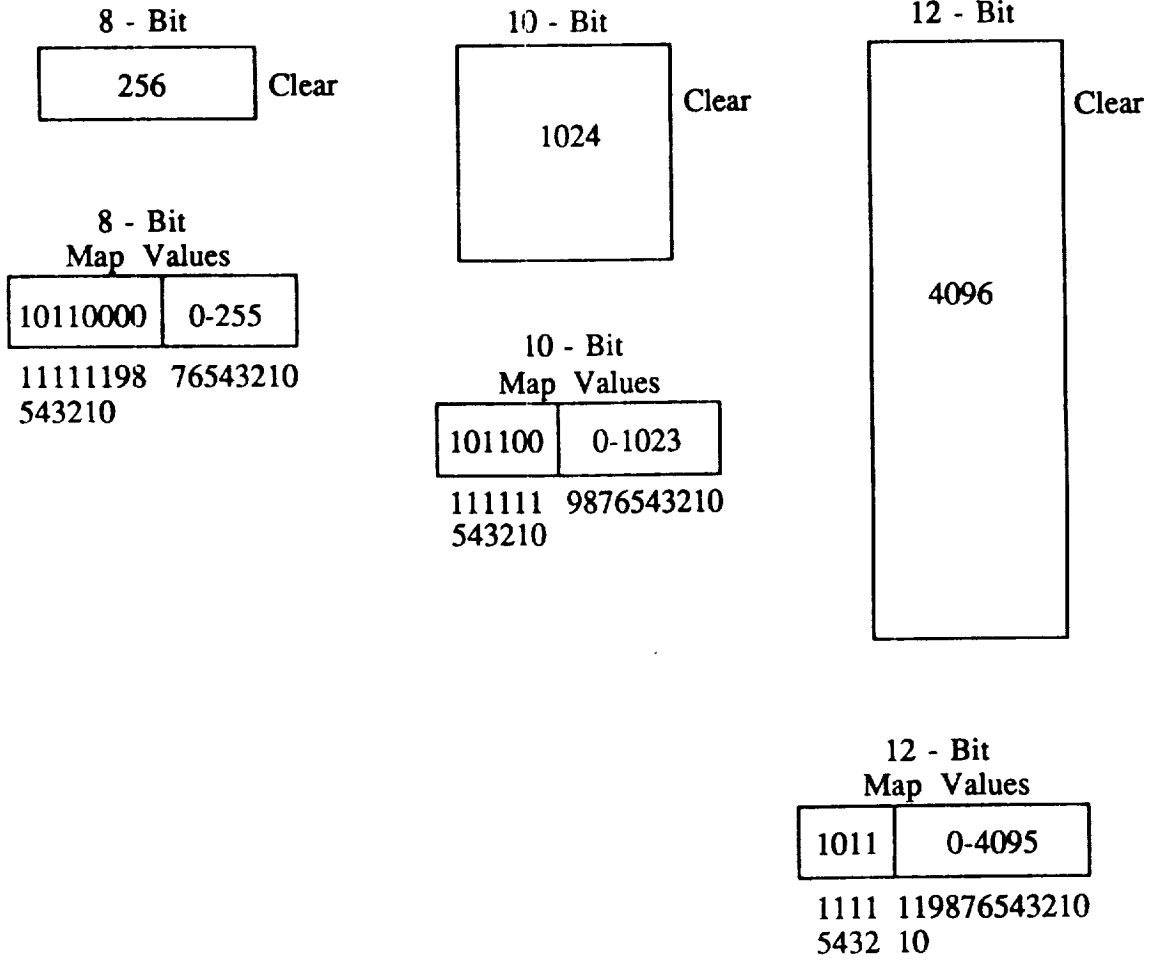 8 - Bit
256
Clear
8 - Bit
Map Values
10110000 0-255
11111198 76543210
543210
10 - Bit
1024
Clear
10 - Bit
Map Values
101100 0-1023
111111 9876543210
543210
12 - Bit
Clear
4096
12 - Bit
Map Values
1011 0-4095
1111 119876543210
5432 10